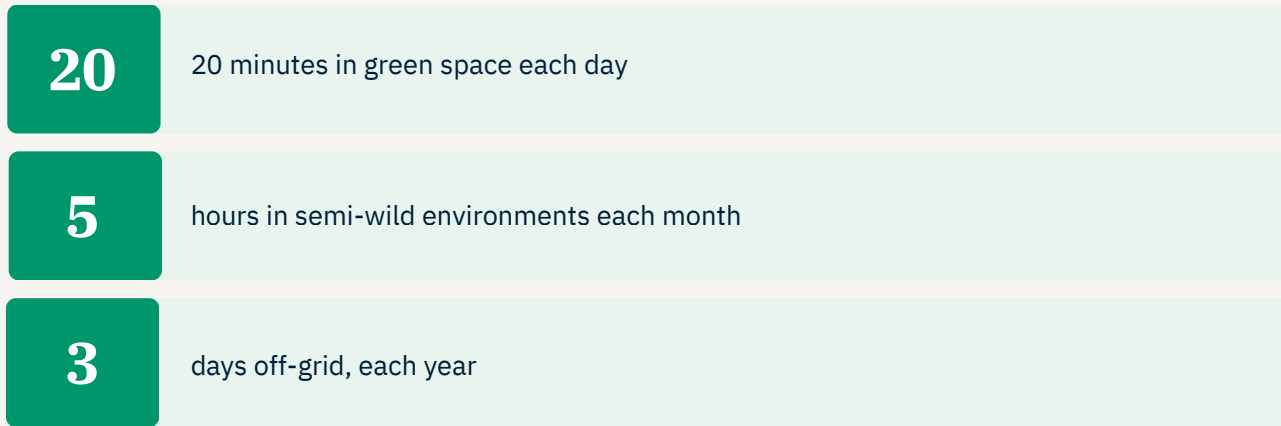 20
20 minutes in green space each day
5
hours in semi-wild environments each month
3
days off-grid, each year